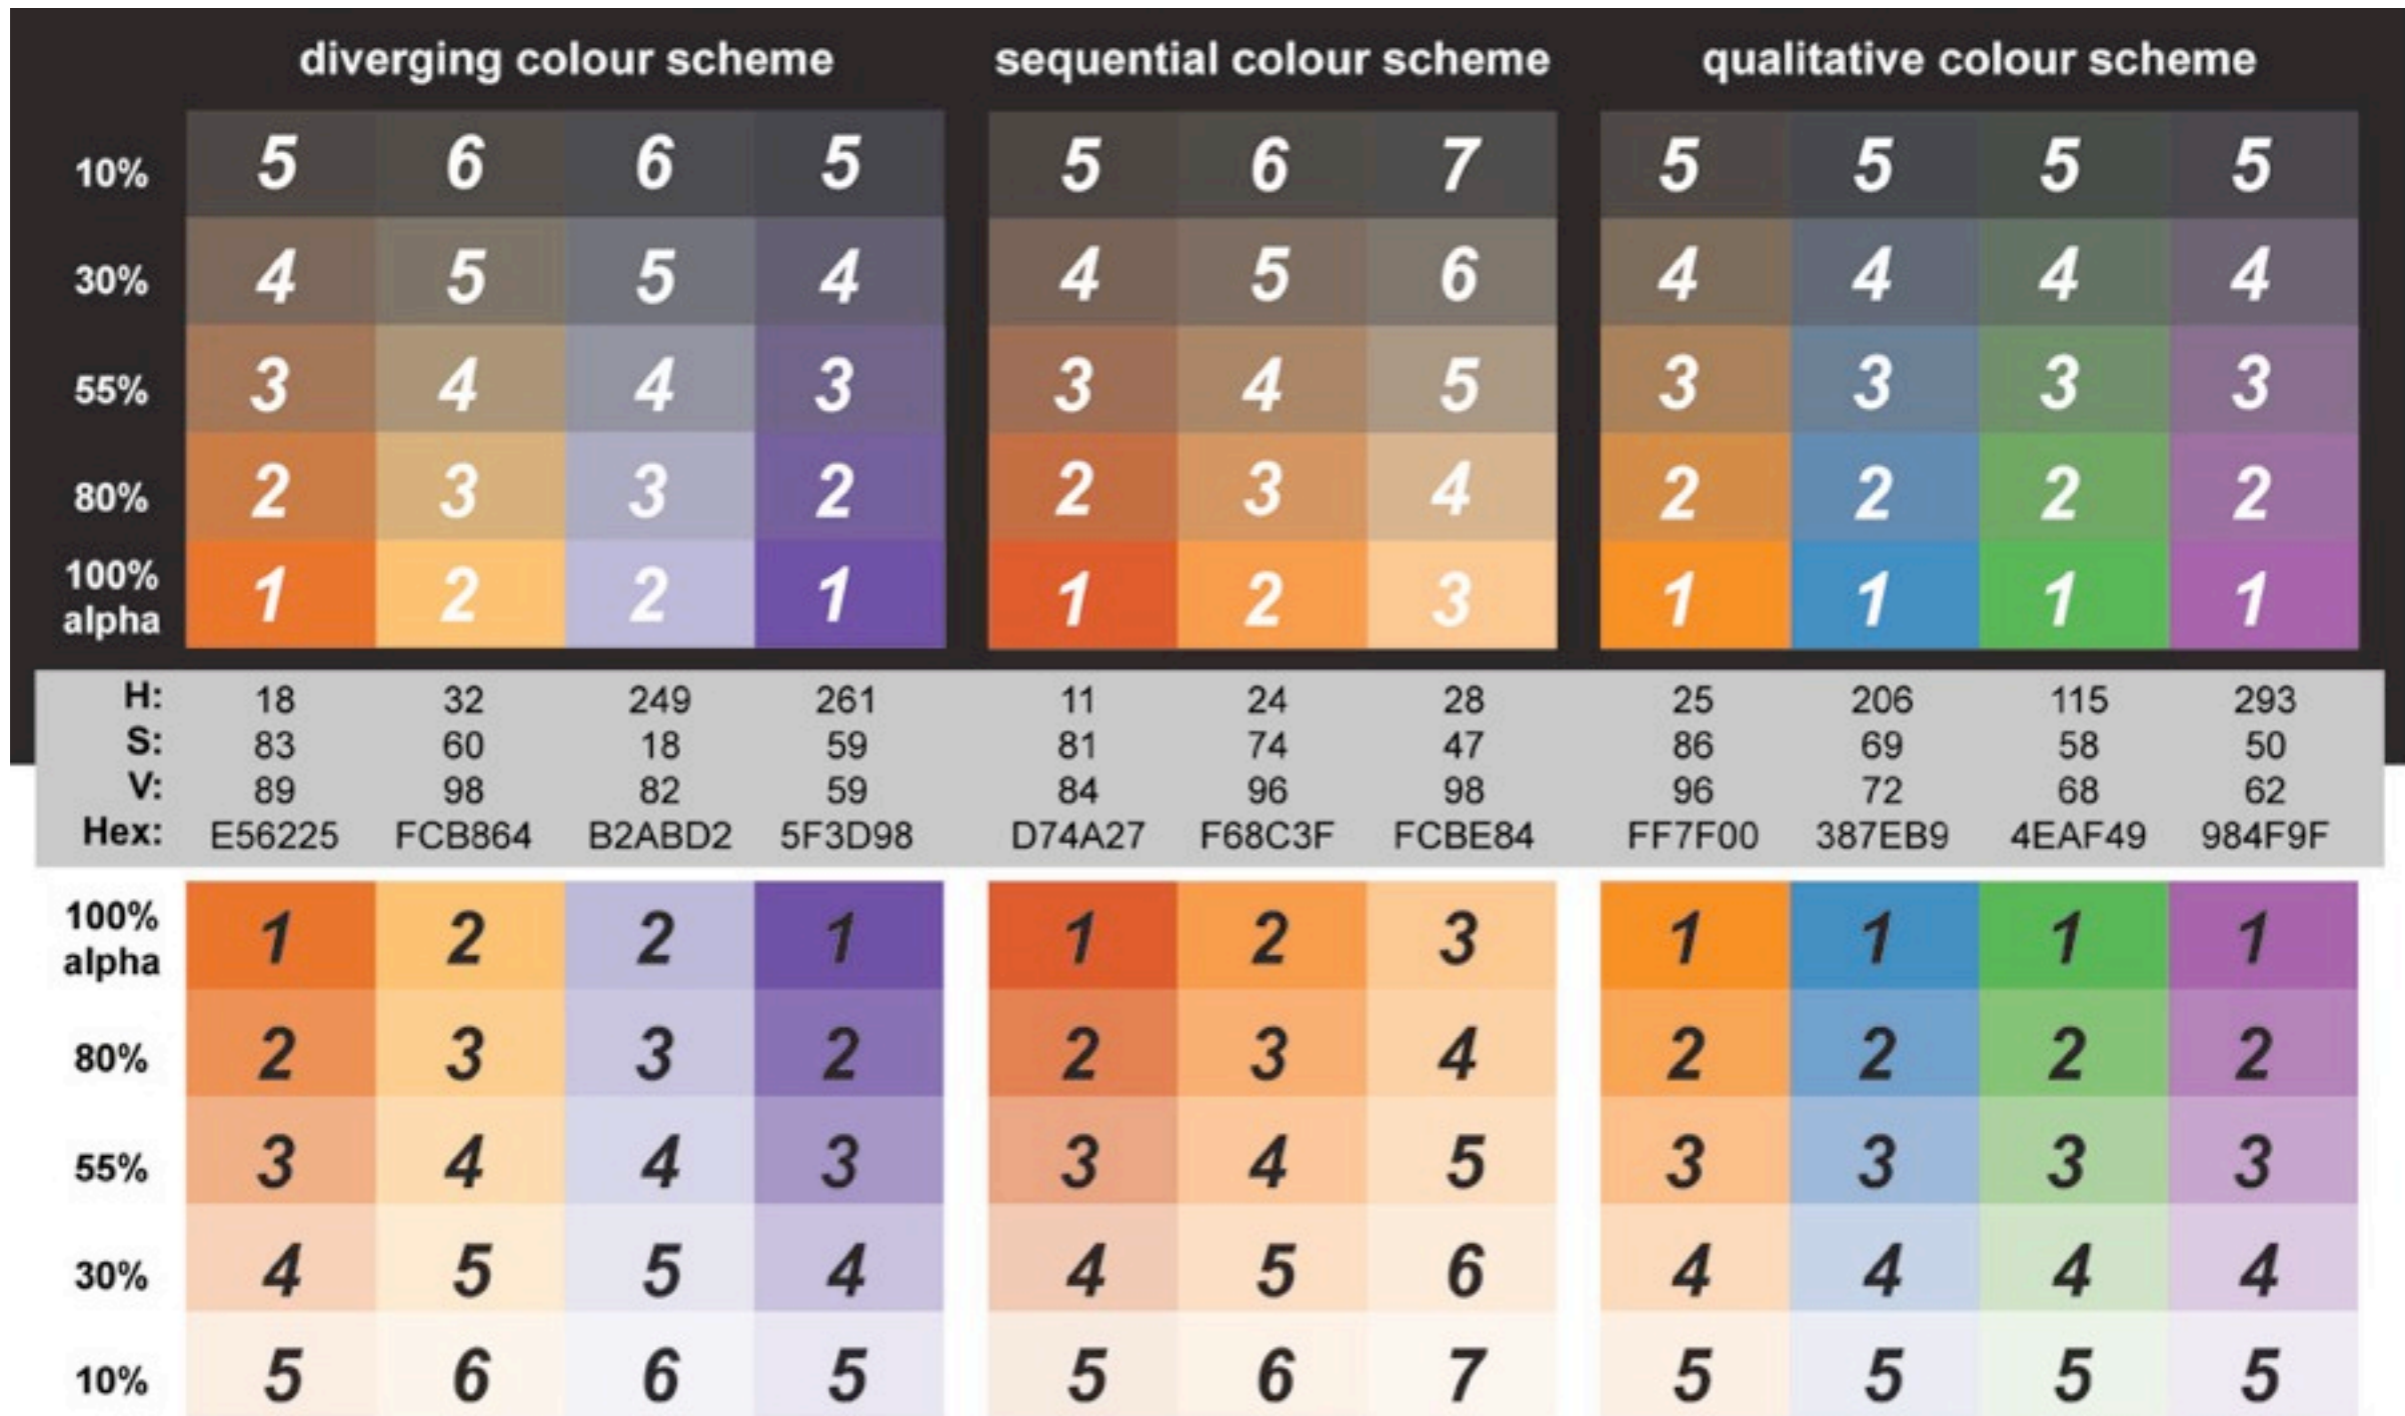 diverging colour scheme sequential colour scheme qualitative colour scheme
10% 5 6 6 5 5 6 7 5 5 5 5
30% 4 5 5 4 4 5 6 4 4 4 4
55% 3 4 4 3 3 4 5 3 3 3 3
80% 2 3 3 2 2 3 4 2 2 2 2
100%
alpha 1 2 2 1 1 2 3 1 1 1 1
H: 18 32 249 261 11 24 28 25 206 115 293
S: 83 60 18 59 81 74 47 86 69 58 50
V: 89 98 82 59 84 96 98 96 72 68 62
Hex: E56225 FCB864 B2ABD2 5F3D98 D74A27 F68C3F FCBE84 FF7F00 387EB9 4EAF49 984F9F
100%
alpha 1 2 2 1 1 2 3 1 1 1 1
80% 2 3 3 2 2 3 4 2 2 2 2
55% 3 4 4 3 3 4 5 3 3 3 3
30% 4 5 5 4 4 5 6 4 4 4 4
10% 5 6 6 5 5 6 7 5 5 5 5